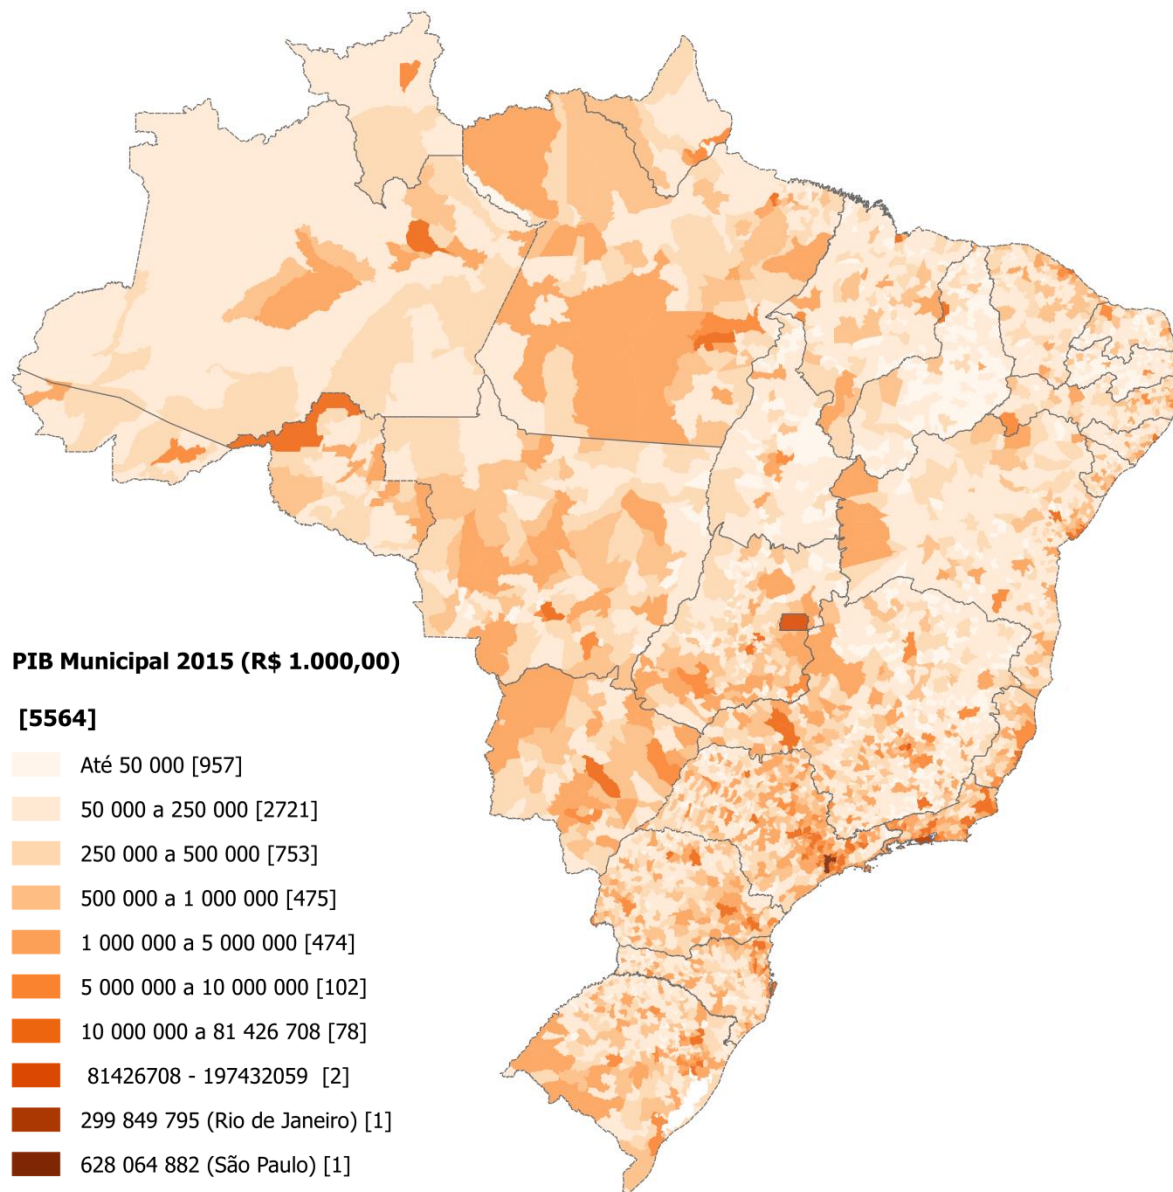 PIB Municipal 2015 (R$ 1.000,00)
[5564]
Até 50 000 [957]
50 000 a 250 000 [2721]
250 000 a 500 000 [753]
500 000 a 1 000 000 [475]
1 000 000 a 5 000 000 [474]
5 000 000 a 10 000 000 [102]
10 000 000 a 81 426 708 [78]
81426708 - 197432059 [2]
299 849 795 (Rio de Janeiro) [1]
628 064 882 (São Paulo) [1]